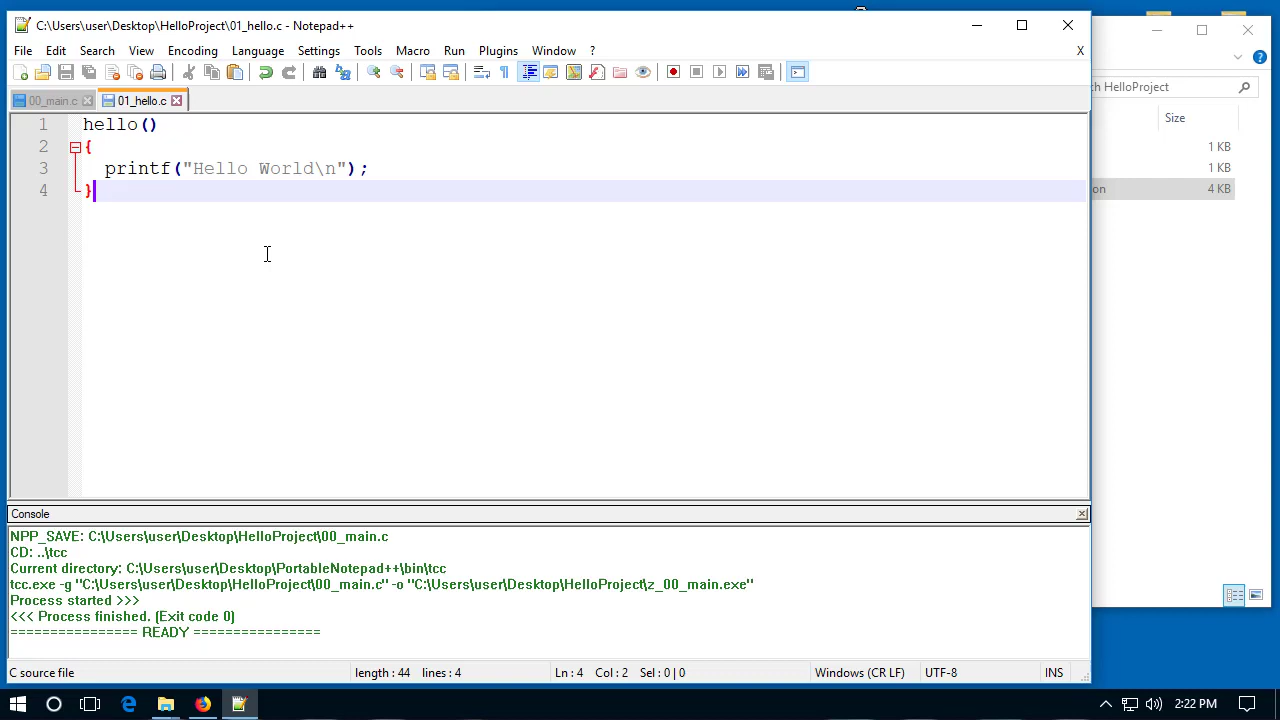 C:\Users\user\Desktop\HelloProject\01_hello.c - Notepad++
File Edit Search View Encoding Language Settings Tools Macro Run Plugins Window ? X
00_main.c 01_hello.c
1 hello()
2 {
3 printf("Hello World\n");
4 }
Console
NPP_SAVE: C:\Users\user\Desktop\HelloProject\00_main.c
CD: ..\tcc
Current directory: C:\Users\user\Desktop\PortableNotepad++\bin\tcc
tcc.exe -g "C:\Users\user\Desktop\HelloProject\00_main.c" -o "C:\Users\user\Desktop\HelloProject\z_00_main.exe"
Process started >>>
<<< Process finished. (Exit code 0)
================ READY ================
C source file length : 44 lines : 4 Ln : 4 Col : 2 Sel : 0 | 0 Windows (CR LF) UTF-8 INS
HelloProject
Size
1 KB
1 KB
4 KB
2:22 PM